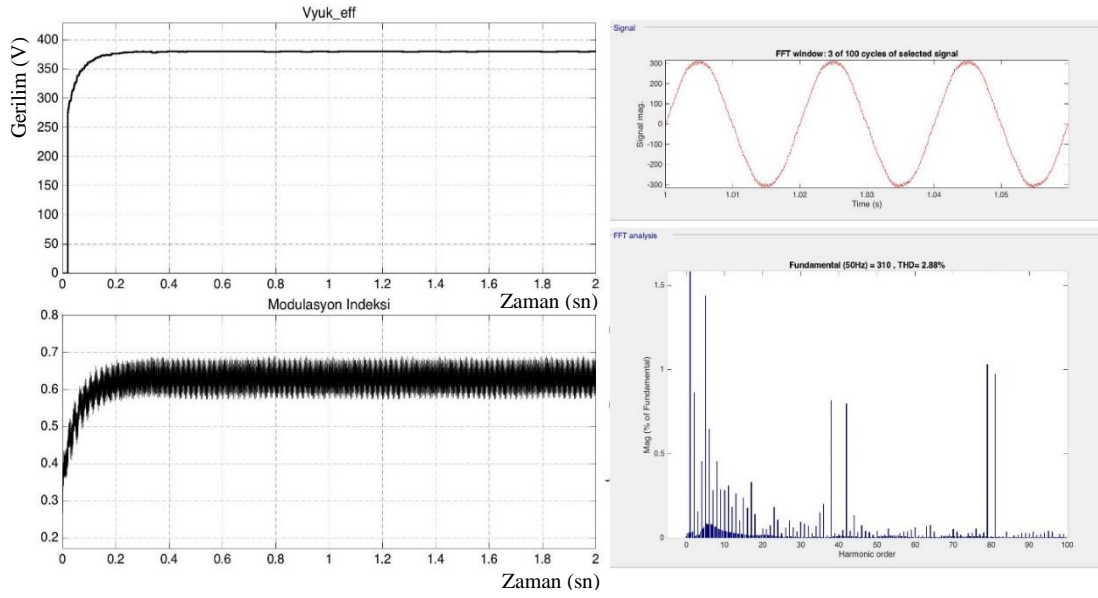 Vyuk_eff
Gerilim (V)
400
350
300
250
200
150
100
50
0
0 0.2 0.4 0.6 0.8 1 1.2 1.4 1.6 1.8 2
Zaman (sn)
Modulasyon Indeksi
0.8
0.7
0.6
0.5
0.4
0.3
0.2
0 0.2 0.4 0.6 0.8 1 1.2 1.4 1.6 1.8 2
Zaman (sn)
Signal
FFT window: 3 of 100 cycles of selected signal
Signal mag.
300
200
100
0
-100
-200
-300
1 1.01 1.02 1.03 1.04 1.05
Time (s)
FFT analysis
Fundamental (50Hz) = 310 , THD= 2.88%
Mag (% of Fundamental)
1.5
1
0.5
0
0 10 20 30 40 50 60 70 80 90 100
Harmonic order